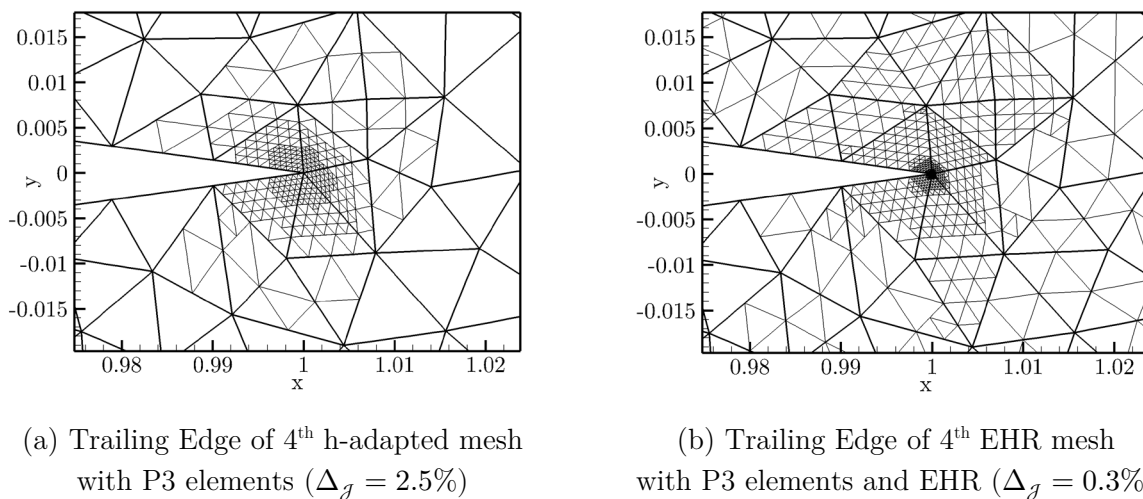 0.015
0.01
0.005
0
-0.005
-0.01
-0.015
y
0.98 0.99 1 1.01 1.02
x
(a) Trailing Edge of 4th h-adapted mesh
with P3 elements (Δ𝒥 = 2.5%)
0.015
0.01
0.005
0
-0.005
-0.01
-0.015
y
0.98 0.99 1 1.01 1.02
x
(b) Trailing Edge of 4th EHR mesh
with P3 elements and EHR (Δ𝒥 = 0.3%